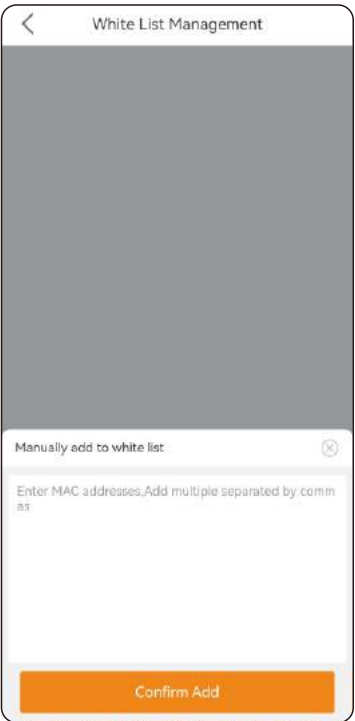 White List Management
Manually add to white list
Enter MAC addresses,Add multiple separated by comm
as
Confirm Add